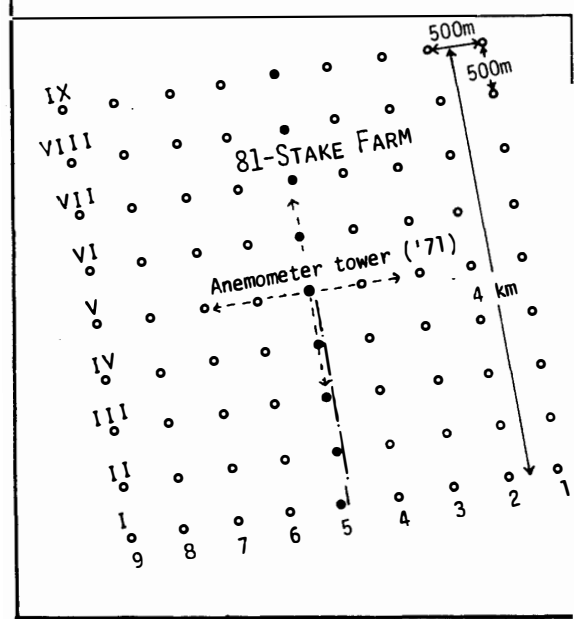 500m
500m
IX
VIII
81-STAKE FARM
VII
VI
Anemometer tower ('71)
V
4 km
IV
III
II
I
9 8 7 6 5 4 3 2 1